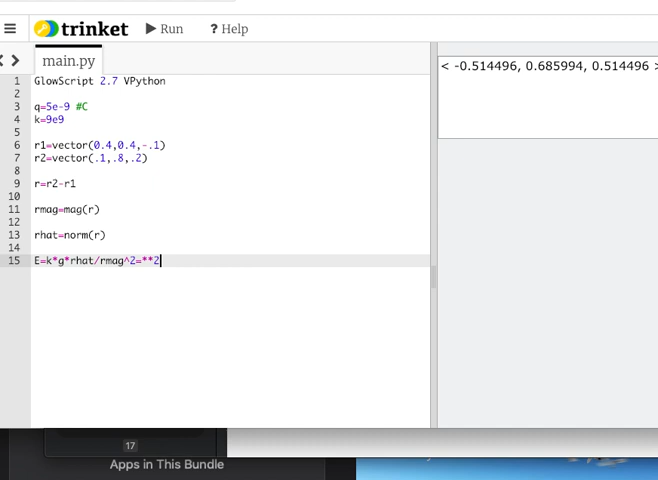 trinket Run ? Help
main.py
1 GlowScript 2.7 VPython
2
3 q=5e-9 #C
4 k=9e9
5
6 r1=vector(0.4,0.4,-.1)
7 r2=vector(.1,.8,.2)
8
9 r=r2-r1
10
11 rmag=mag(r)
12
13 rhat=norm(r)
14
15 E=k*g*rhat/rmag^2=**2
< -0.514496, 0.685994, 0.514496 >
17
Apps in This Bundle